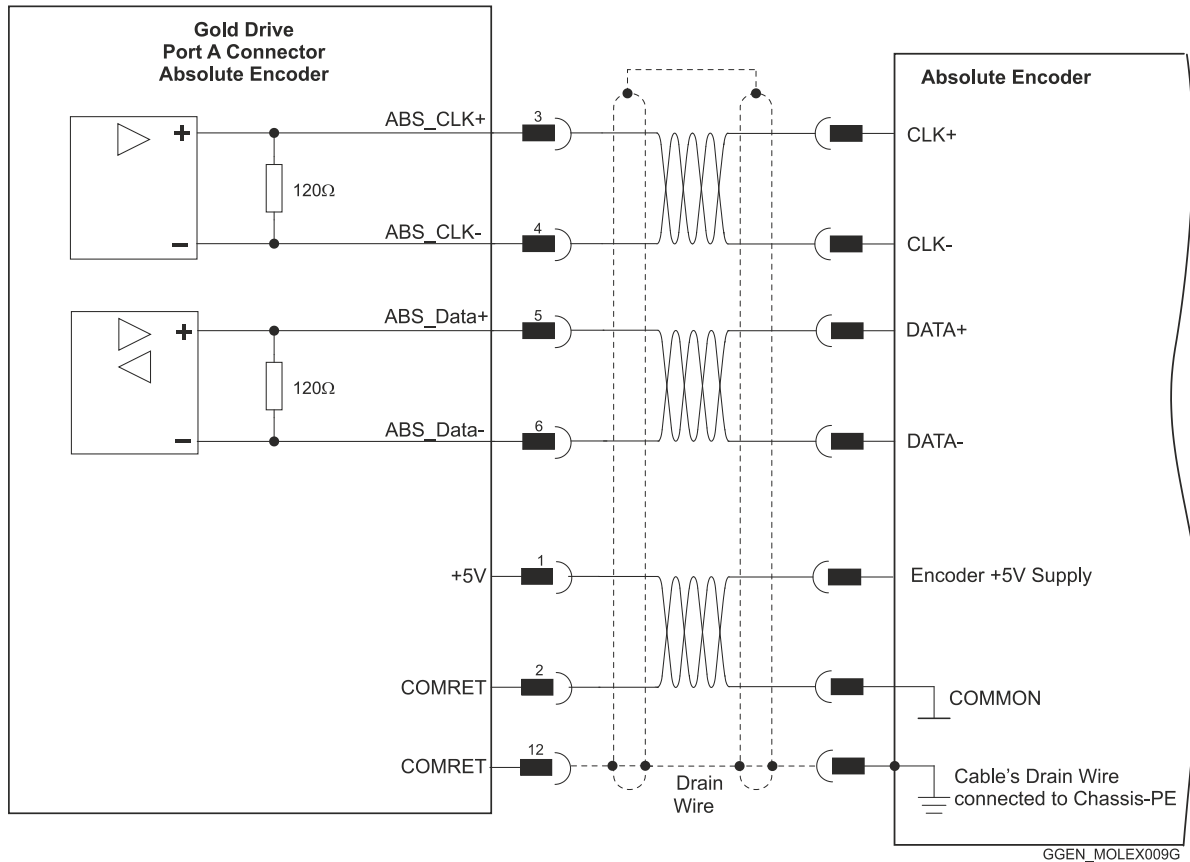 Gold Drive
Port A Connector
Absolute Encoder
Absolute Encoder
ABS_CLK+
3
CLK+
120Ω
ABS_CLK-
4
CLK-
ABS_Data+
5
DATA+
120Ω
ABS_Data-
6
DATA-
+5V
1
Encoder +5V Supply
COMRET
2
COMMON
COMRET
12
Drain
Wire
Cable's Drain Wire
connected to Chassis-PE
GGEN_MOLEX009G